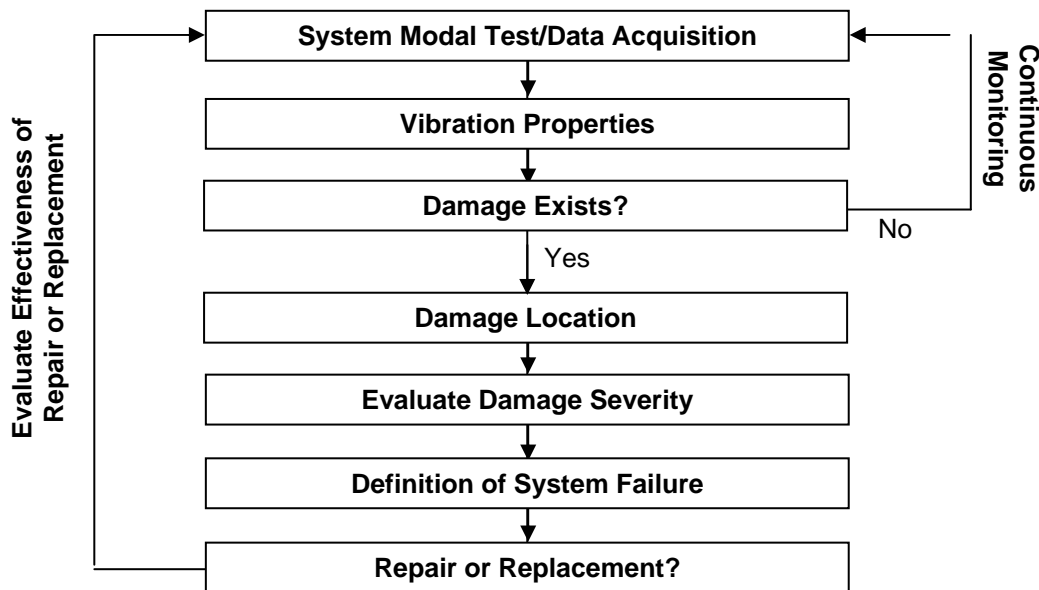 System Modal Test/Data Acquisition
Vibration Properties
Damage Exists?
No
Yes
Damage Location
Evaluate Damage Severity
Definition of System Failure
Repair or Replacement?
Evaluate Effectiveness of
Repair or Replacement
Continuous
Monitoring